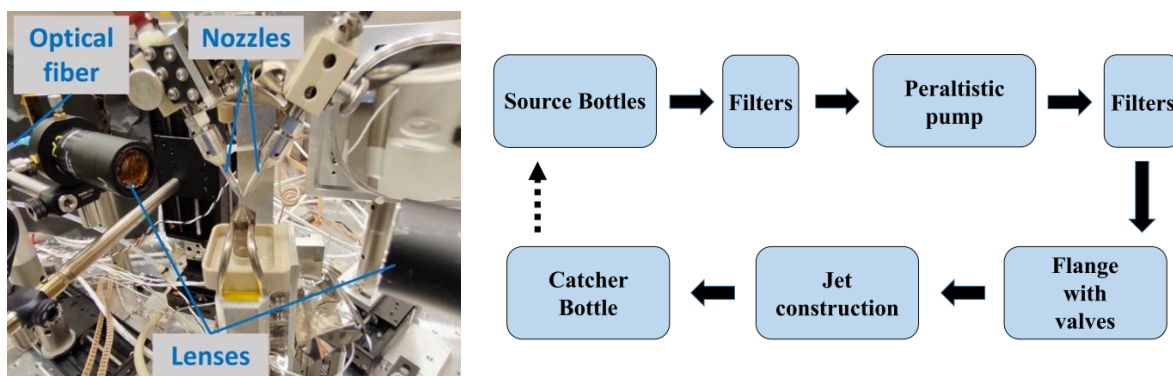 Optical
fiber
Nozzles
Lenses
Source Bottles
Filters
Peraltistic
pump
Filters
Catcher
Bottle
Jet
construction
Flange
with
valves